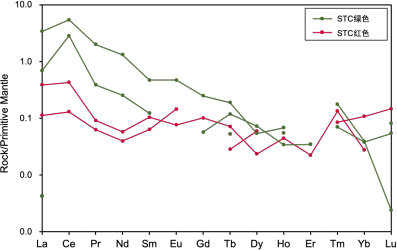 10.0
1.0
0.1
0.0
0.0
Rock/Primitive Mantle
STC绿色
STC红色
La Ce Pr Nd Sm Eu Gd Tb Dy Ho Er Tm Yb Lu